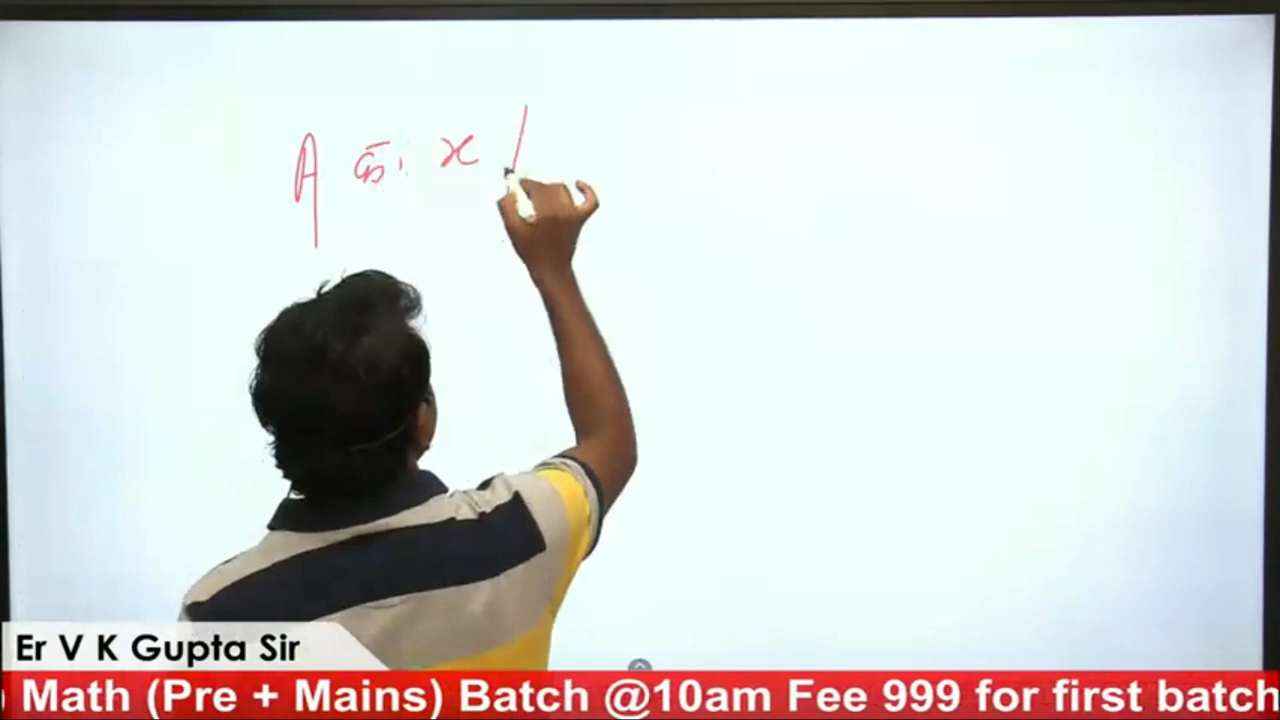 A का x /
Er V K Gupta Sir
Math (Pre + Mains) Batch @10am Fee 999 for first batch